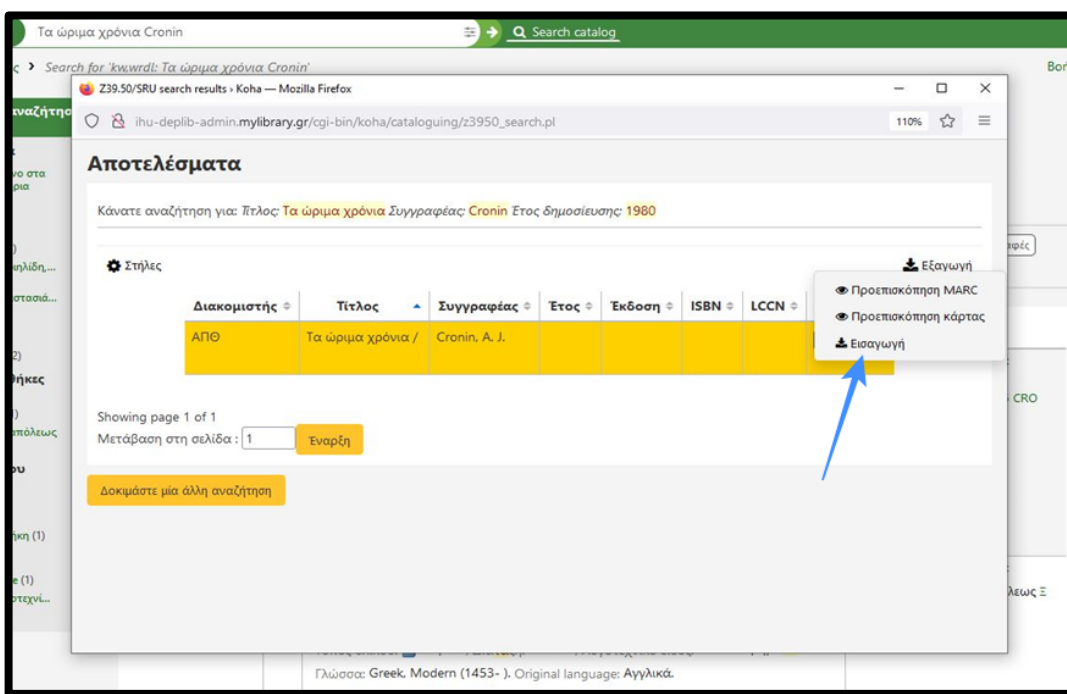 Τα ώριμα χρόνια Cronin
Search catalog
Search for 'kw,wrdl: Τα ώριμα χρόνια Cronin'
Z39.50/SRU search results › Koha — Mozilla Firefox
ihu-deplib-admin.mylibrary.gr/cgi-bin/koha/cataloguing/z3950_search.pl
110%
Αποτελέσματα
Κάνατε αναζήτηση για: Τίτλος: Τα ώριμα χρόνια Συγγραφέας: Cronin Έτος δημοσίευσης: 1980
Στήλες
Εξαγωγή
Προεπισκόπηση MARC
Προεπισκόπηση κάρτας
Εισαγωγή
Διακομιστής Τίτλος Συγγραφέας Έτος Έκδοση ISBN LCCN
ΑΠΘ Τα ώριμα χρόνια / Cronin, A. J.
CRO
Showing page 1 of 1
Μετάβαση στη σελίδα : 1 Έναρξη
Δοκιμάστε μία άλλη αναζήτηση
(1)
(1)
Γλώσσα: Greek, Modern (1453- ). Original language: Αγγλικά.